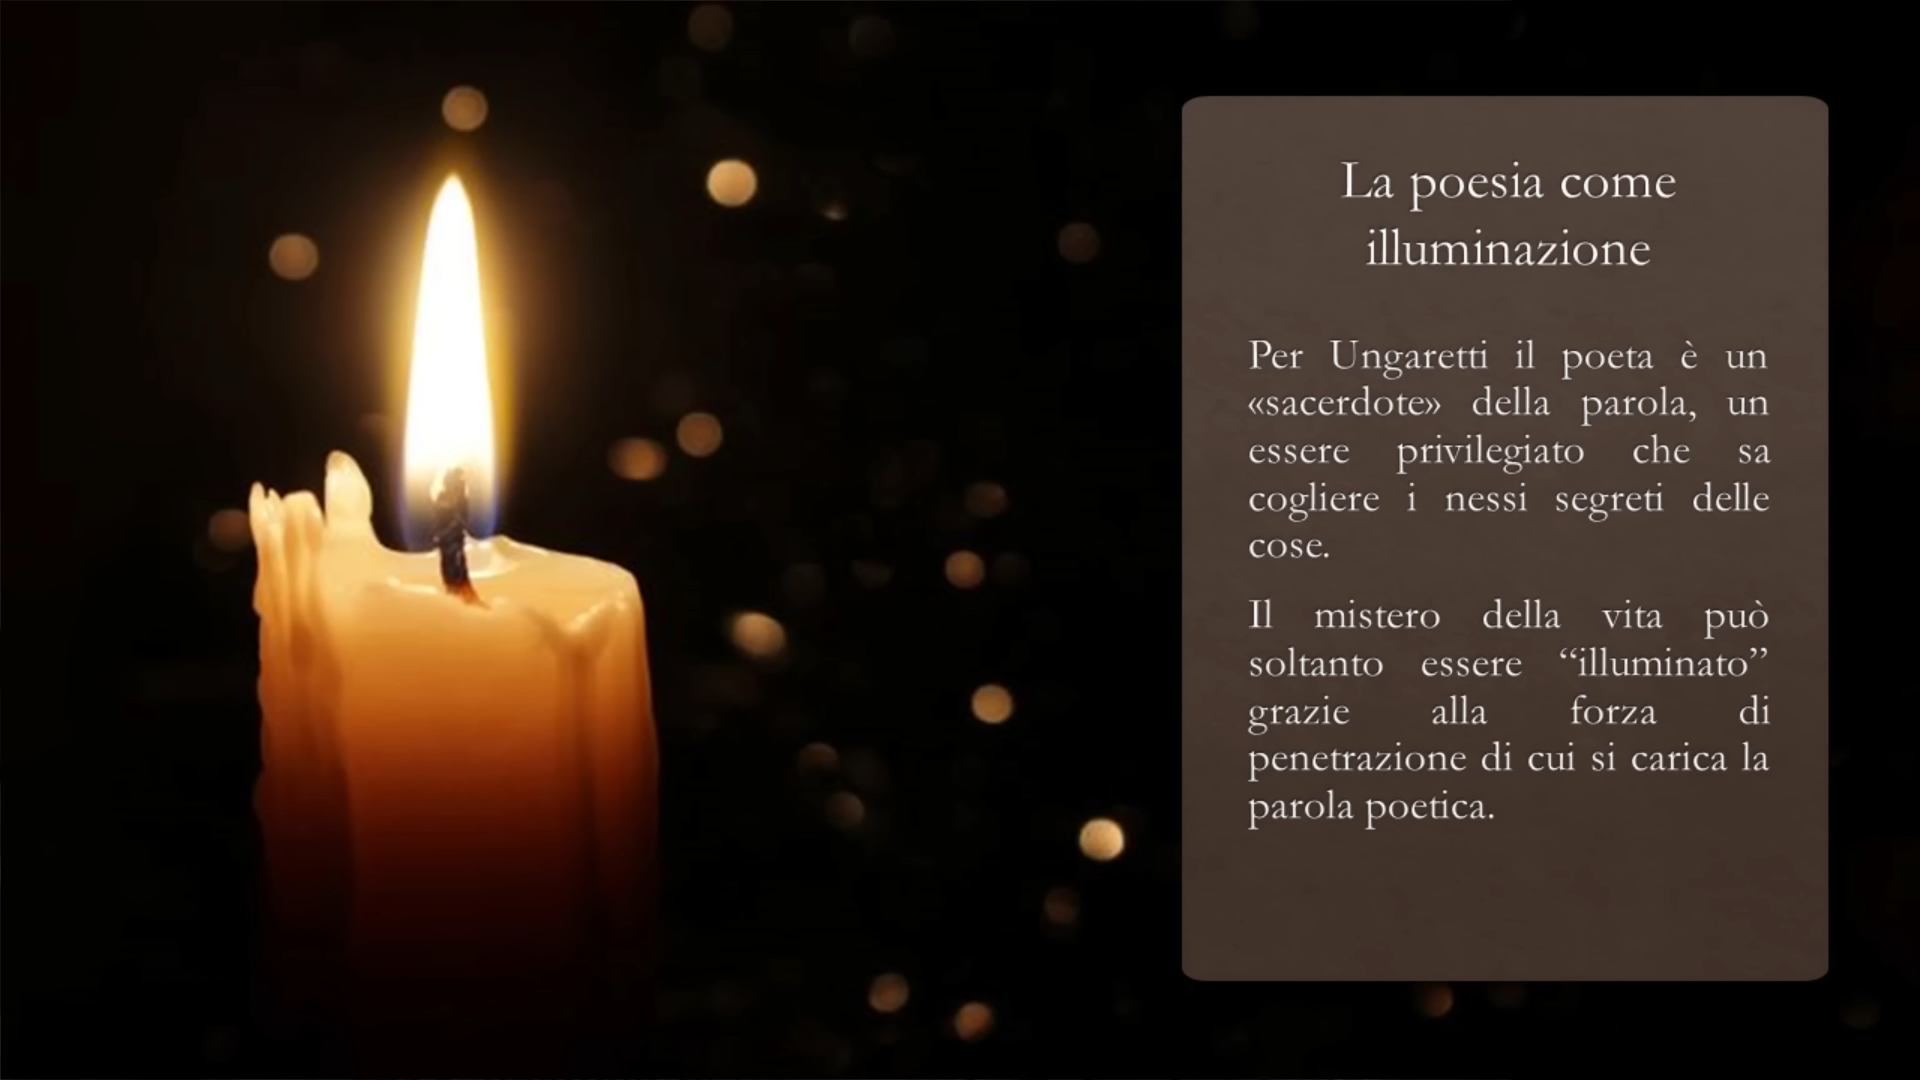 La poesia come
illuminazione
Per Ungaretti il poeta è un
«sacerdote» della parola, un
essere privilegiato che sa
cogliere i nessi segreti delle
cose.
Il mistero della vita può
soltanto essere “illuminato”
grazie alla forza di
penetrazione di cui si carica la
parola poetica.